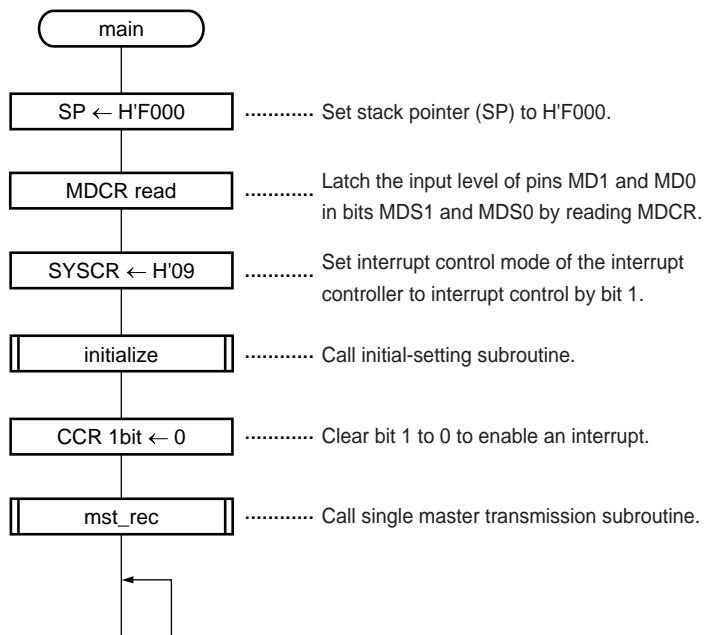 main
SP ← H'F000 ............ Set stack pointer (SP) to H'F000.
MDCR read ............ Latch the input level of pins MD1 and MD0
in bits MDS1 and MDS0 by reading MDCR.
SYSCR ← H'09 ............ Set interrupt control mode of the interrupt
controller to interrupt control by bit 1.
initialize ............ Call initial-setting subroutine.
CCR 1bit ← 0 ............ Clear bit 1 to 0 to enable an interrupt.
mst_rec ............ Call single master transmission subroutine.